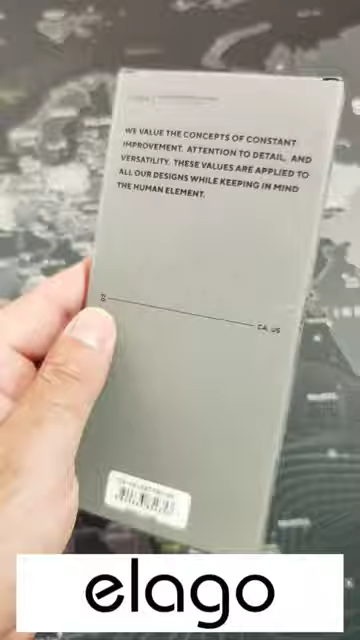 WE VALUE THE CONCEPTS OF CONSTANT
IMPROVEMENT. ATTENTION TO DETAIL, AND
VERSATILITY. THESE VALUES ARE APPLIED TO
ALL OUR DESIGNS WHILE KEEPING IN MIND
THE HUMAN ELEMENT.
CA, US
elago